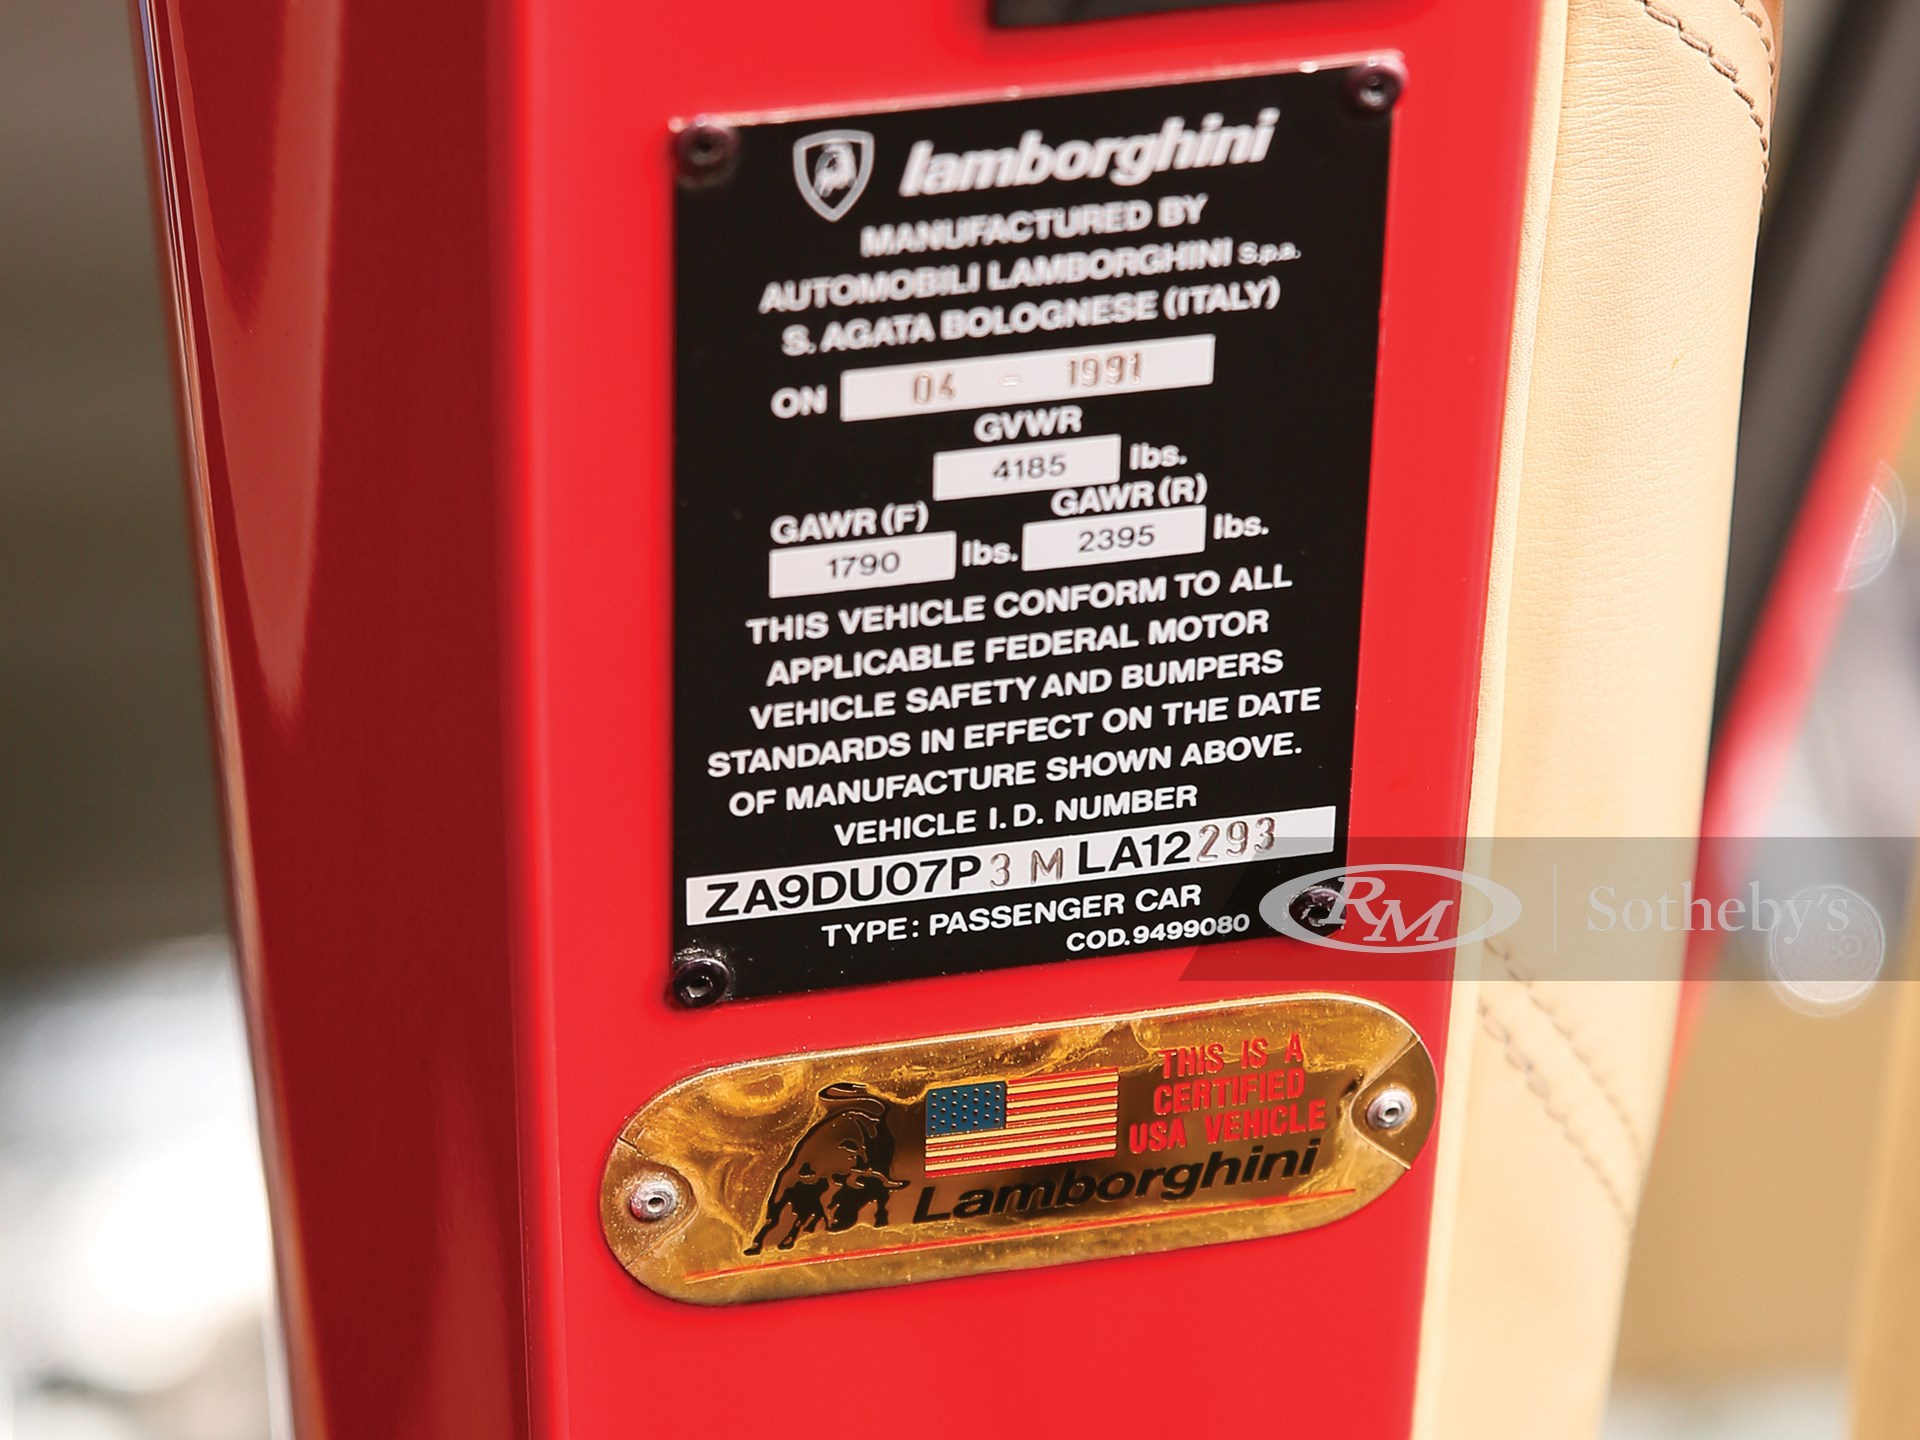 lamborghini
MANUFACTURED BY
AUTOMOBILI LAMBORGHINI S.p.a.
S. AGATA BOLOGNESE (ITALY)
ON 04 - 1991
GVWR
4185 lbs.
GAWR (F) GAWR (R)
1790 lbs. 2395 lbs.
THIS VEHICLE CONFORM TO ALL
APPLICABLE FEDERAL MOTOR
VEHICLE SAFETY AND BUMPERS
STANDARDS IN EFFECT ON THE DATE
OF MANUFACTURE SHOWN ABOVE.
VEHICLE I.D. NUMBER
ZA9DU07P3MLA12293
TYPE: PASSENGER CAR
COD.9499080
RM Sotheby's
THIS IS A
CERTIFIED
USA VEHICLE
Lamborghini